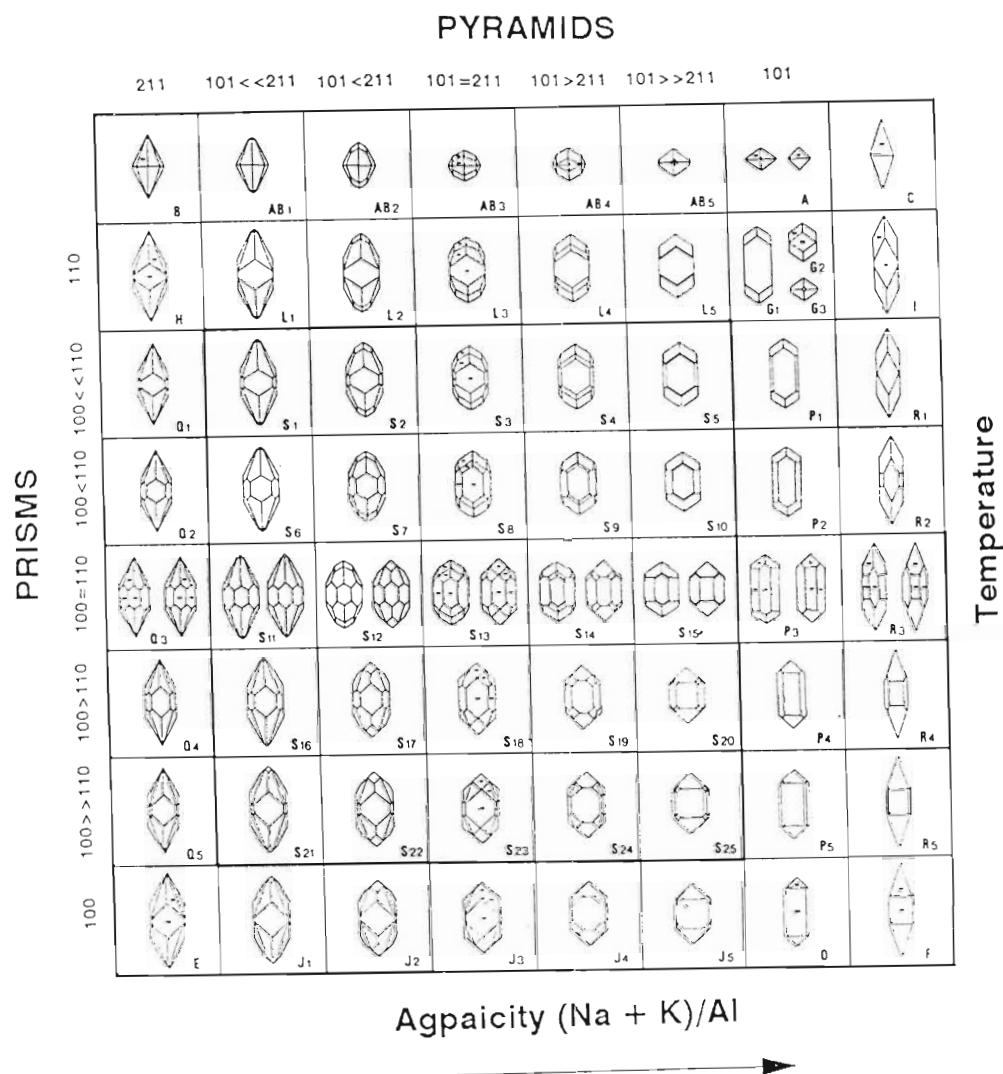 PYRAMIDS
211 101<<211 101<211 101=211 101>211 101>>211 101
B AB1 AB2 AB3 AB4 AB5 A C
110
H L1 L2 L3 L4 L5 G1 G2 G3 I
100<<110
Q1 S1 S2 S3 S4 S5 P1 R1
100<110
Q2 S6 S7 S8 S9 S10 P2 R2
100=110
Q3 S11 S12 S13 S14 S15 P3 R3
100>110
Q4 S16 S17 S18 S19 S20 P4 R4
100>>110
Q5 S21 S22 S23 S24 S25 P5 R5
100
E J1 J2 J3 J4 J5 D F
PRISMS
Temperature
Agpaicity (Na + K)/Al